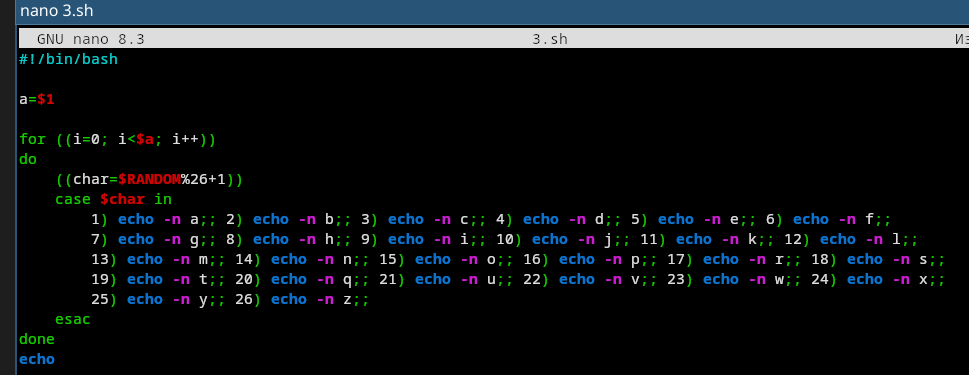 nano 3.sh
GNU nano 8.3 3.sh Из
#!/bin/bash
a=$1
for ((i=0; i<$a; i++))
do
    ((char=$RANDOM%26+1))
    case $char in
        1) echo -n a;; 2) echo -n b;; 3) echo -n c;; 4) echo -n d;; 5) echo -n e;; 6) echo -n f;;
        7) echo -n g;; 8) echo -n h;; 9) echo -n i;; 10) echo -n j;; 11) echo -n k;; 12) echo -n l;;
        13) echo -n m;; 14) echo -n n;; 15) echo -n o;; 16) echo -n p;; 17) echo -n r;; 18) echo -n s;;
        19) echo -n t;; 20) echo -n q;; 21) echo -n u;; 22) echo -n v;; 23) echo -n w;; 24) echo -n x;;
        25) echo -n y;; 26) echo -n z;;
    esac
done
echo